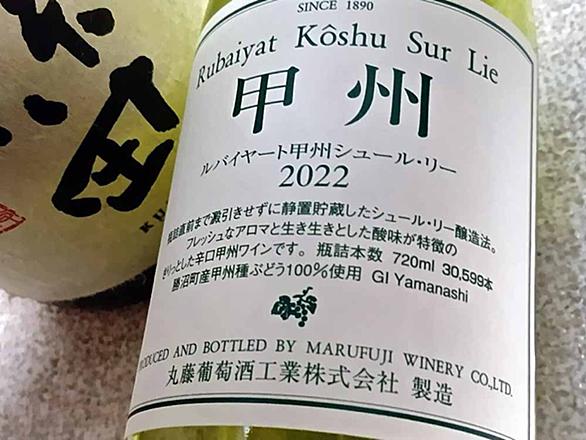 SINCE 1890
Rubaiyat Kôshu Sur Lie
甲州
ルバイヤート甲州シュール・リー
2022
瓶詰直前まで澱引きせずに静置貯蔵したシュール・リー醸造法。
フレッシュなアロマと生き生きとした酸味が特徴の
きりっとした辛口甲州ワインです。 瓶詰本数 720ml 30,599本
勝沼町産甲州種ぶどう100%使用 GI Yamanashi
PRODUCED AND BOTTLED BY MARUFUJI WINERY CO.,LTD.
丸藤葡萄酒工業株式会社 製造